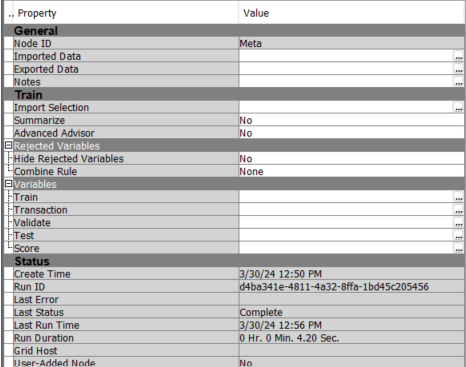 .. Property Value
General
Node ID Meta
Imported Data ...
Exported Data ...
Notes ...
Train
Import Selection ...
Summarize No
Advanced Advisor No
Rejected Variables
Hide Rejected Variables No
Combine Rule None
Variables
Train ...
Transaction ...
Validate ...
Test ...
Score ...
Status
Create Time 3/30/24 12:50 PM
Run ID d4ba341e-4811-4a32-8ffa-1bd45c205456
Last Error
Last Status Complete
Last Run Time 3/30/24 12:56 PM
Run Duration 0 Hr. 0 Min. 4.20 Sec.
Grid Host
User-Added Node No